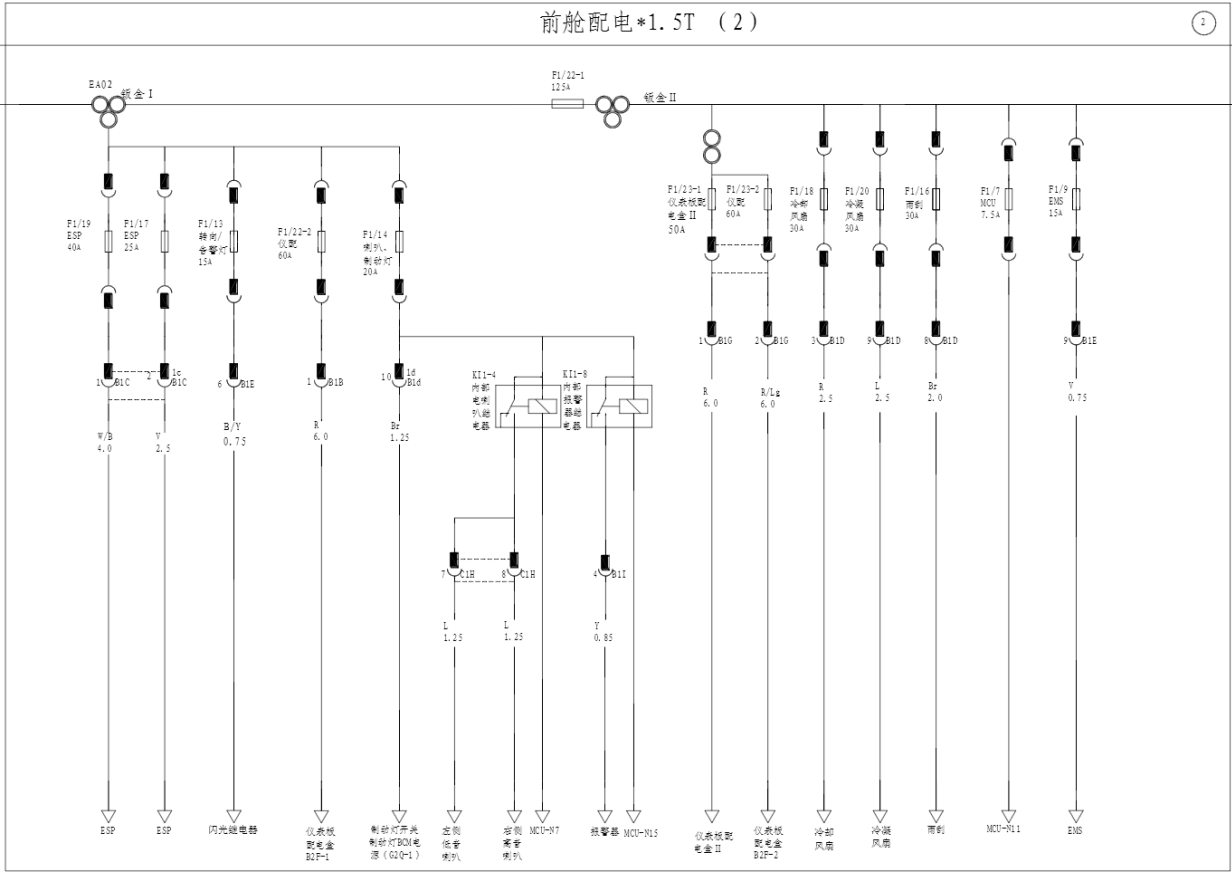 前舱配电*1.5T （2）
2
EA02
钣金I
F1/22-1
125A
钣金II
F1/19
ESP
40A
F1/17
ESP
25A
F1/13
转向/
告警灯
15A
F1/22-2
仪配
60A
F1/14
喇叭、
制动灯
20A
F1/23-1
仪表板配
电盒II
50A
F1/23-2
仪配
60A
F1/18
冷却
风扇
30A
F1/20
冷凝
风扇
30A
F1/16
雨刮
30A
F1/7
MCU
7.5A
F1/9
EMS
15A
1 B1C
2 1c
B1C
6 B1E
1 B1B
10 1d
B1d
KI1-4
内部
电喇
叭继
电器
KI1-8
内部
报警
器继
电器
1 B1G
2 B1G
3 B1D
9 B1D
8 B1D
9 B1E
W/B
4.0
V
2.5
B/Y
0.75
R
6.0
Br
1.25
R
6.0
R/Lg
6.0
R
2.5
L
2.5
Br
2.0
V
0.75
7 C1H
8 C1H
4 B1I
L
1.25
L
1.25
Y
0.85
ESP
ESP
闪光继电器
仪表板
配电盒
B2P-1
制动灯开关
制动灯BCM电
源（G2Q-1）
左侧
低音
喇叭
右侧
高音
喇叭
MCU-N7
报警器
MCU-N15
仪表板配
电盒II
仪表板
配电盒
B2P-2
冷却
风扇
冷凝
风扇
雨刮
MCU-N11
EMS